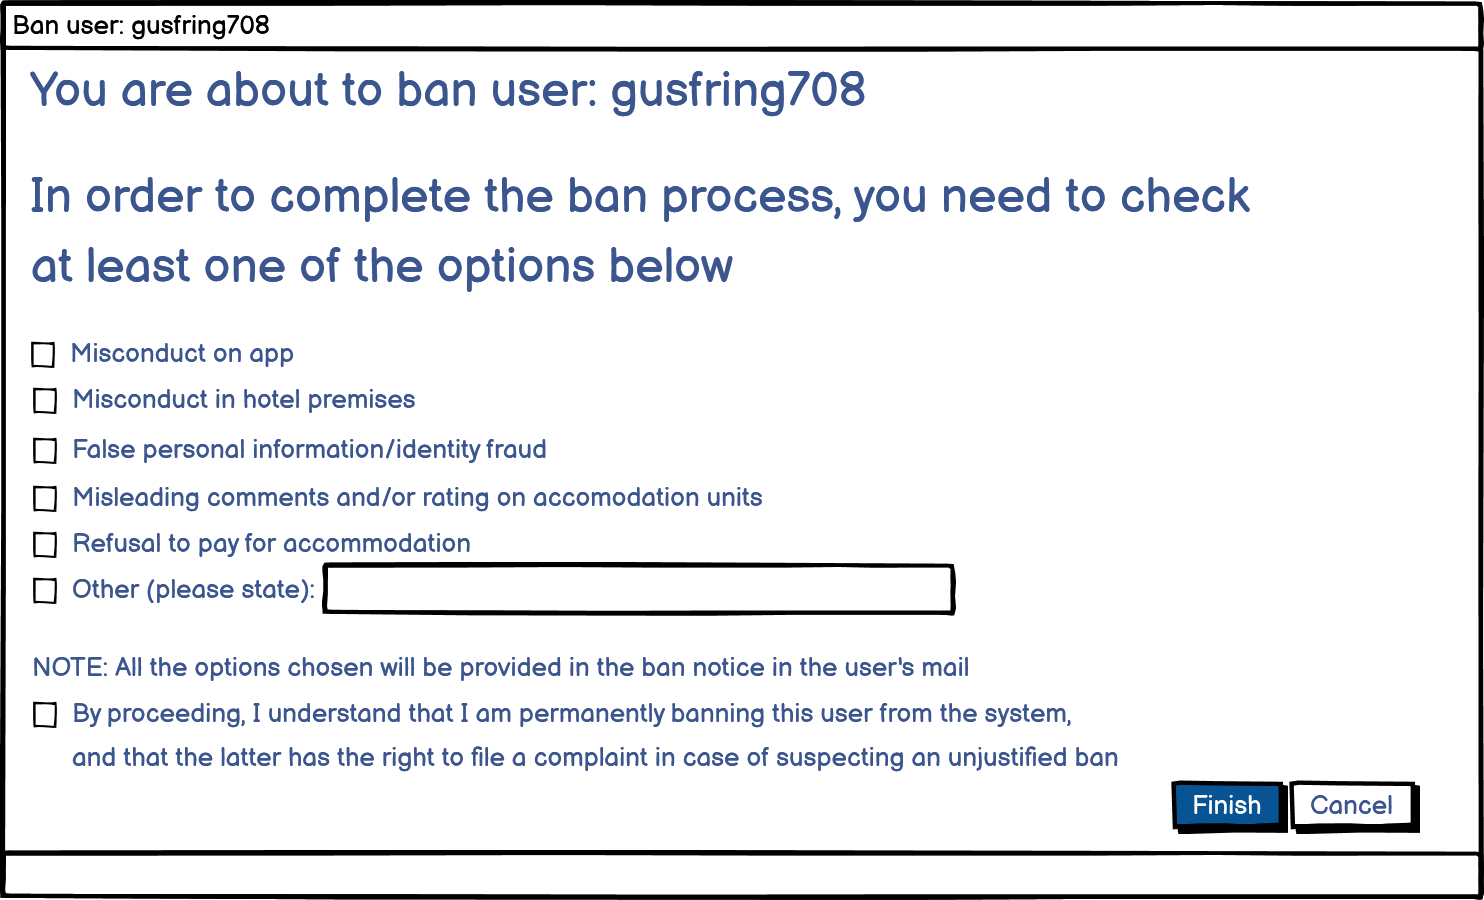 Ban user: gusfring708
You are about to ban user: gusfring708
In order to complete the ban process, you need to check
at least one of the options below
Misconduct on app
Misconduct in hotel premises
False personal information/identity fraud
Misleading comments and/or rating on accomodation units
Refusal to pay for accommodation
Other (please state):
NOTE: All the options chosen will be provided in the ban notice in the user's mail
By proceeding, I understand that I am permanently banning this user from the system,
and that the latter has the right to file a complaint in case of suspecting an unjustified ban
Finish Cancel